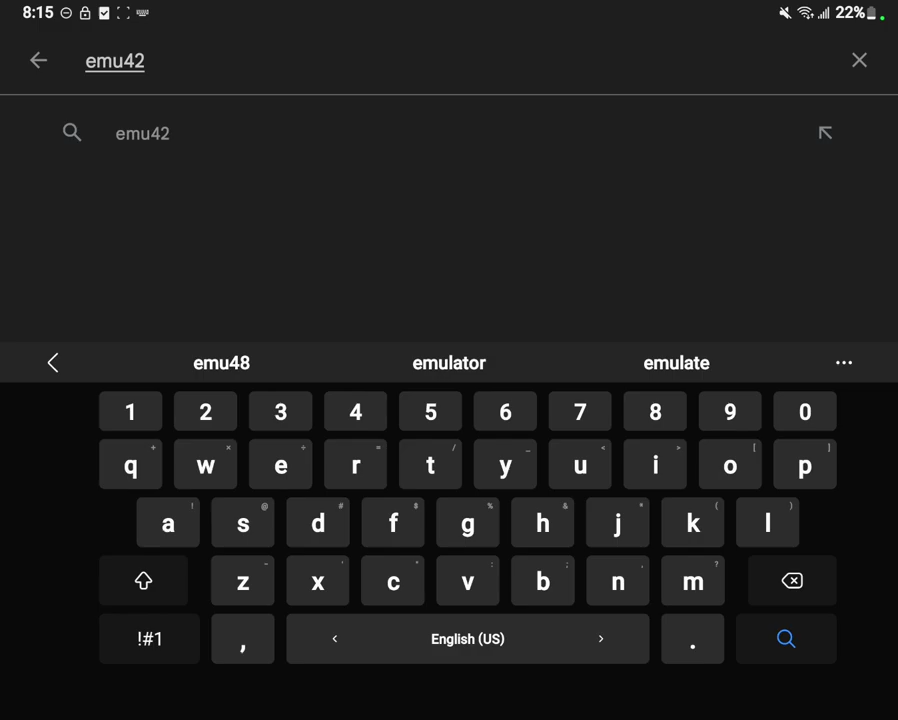 8:15 22%
emu42
emu42
emu48 emulator emulate ...
1 2 3 4 5 6 7 8 9 0
q + w × e ÷ r = t / y _ u < i > o [ p ]
a ! s @ d # f $ g % h & j * k ( l )
z - x ' c " v : b ; n , m ?
!#1 , < English (US) > .